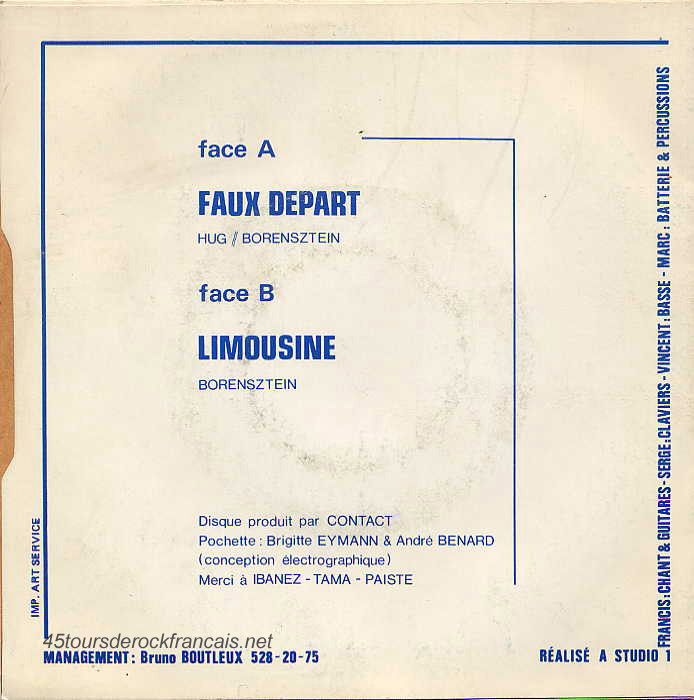 face A
FAUX DEPART
HUG // BORENSZTEIN
face B
LIMOUSINE
BORENSZTEIN
Disque produit par CONTACT
Pochette : Brigitte EYMANN & André BENARD
(conception électrographique)
Merci à IBANEZ - TAMA - PAISTE
IMP. ART SERVICE
45toursderockfrancais.net
MANAGEMENT : Bruno BOUTLEUX 528-20-75
RÉALISÉ A STUDIO 1
FRANCIS : CHANT & GUITARES - SERGE : CLAVIERS - VINCENT : BASSE - MARC : BATTERIE & PERCUSSIONS